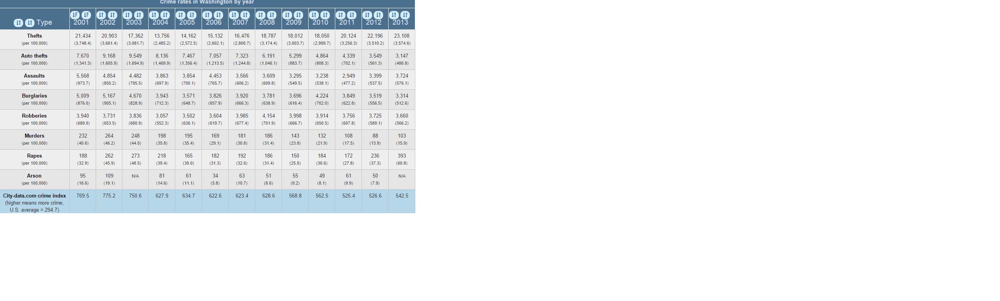 Crime rates in Washington by year
Type 2001 2002 2003 2004 2005 2006 2007 2008 2009 2010 2011 2012 2013
Thefts 21,434 20,903 17,362 13,756 14,162 15,132 16,476 18,787 18,012 18,050 20,124 22,196 23,108
(per 100,000) (3,748.4) (3,661.4) (3,081.7) (2,485.2) (2,572.5) (2,602.1) (2,800.7) (3,174.4) (3,003.7) (2,999.7) (3,256.3) (3,510.2) (3,574.6)
Auto thefts 7,670 9,168 9,549 8,136 7,467 7,057 7,323 6,191 5,299 4,864 4,339 3,549 3,147
(per 100,000) (1,341.3) (1,605.9) (1,694.9) (1,469.9) (1,356.4) (1,213.5) (1,244.8) (1,046.1) (883.7) (808.3) (702.1) (561.3) (486.8)
Assaults 5,568 4,854 4,482 3,863 3,854 4,453 3,566 3,609 3,295 3,238 2,949 3,399 3,724
(per 100,000) (973.7) (850.2) (795.5) (697.9) (700.1) (765.7) (606.2) (609.8) (549.5) (538.1) (477.2) (537.5) (576.1)
Burglaries 5,009 5,167 4,670 3,943 3,571 3,826 3,920 3,781 3,696 4,224 3,849 3,519 3,314
(per 100,000) (876.0) (905.1) (828.9) (712.3) (648.7) (657.9) (666.3) (638.9) (616.4) (702.0) (622.8) (556.5) (512.6)
Robberies 3,940 3,731 3,836 3,057 3,502 3,604 3,985 4,154 3,998 3,914 3,756 3,725 3,660
(per 100,000) (689.0) (653.5) (680.9) (552.3) (636.1) (619.7) (677.4) (701.9) (666.7) (650.5) (607.8) (589.1) (566.2)
Murders 232 264 248 198 195 169 181 186 143 132 108 88 103
(per 100,000) (40.6) (46.2) (44.0) (35.8) (35.4) (29.1) (30.8) (31.4) (23.8) (21.9) (17.5) (13.9) (15.9)
Rapes 188 262 273 218 165 182 192 186 150 184 172 236 393
(per 100,000) (32.9) (45.9) (48.5) (39.4) (30.0) (31.3) (32.6) (31.4) (25.0) (30.6) (27.8) (37.3) (60.8)
Arson 95 109 N/A 81 61 34 63 51 55 49 61 50 N/A
(per 100,000) (16.6) (19.1) (14.6) (11.1) (5.8) (10.7) (8.6) (9.2) (8.1) (9.9) (7.9)
City-data.com crime index 769.5 775.2 750.6 627.9 634.7 622.6 623.4 628.6 568.8 562.5 525.4 526.6 542.5
(higher means more crime,
U.S. average = 294.7)